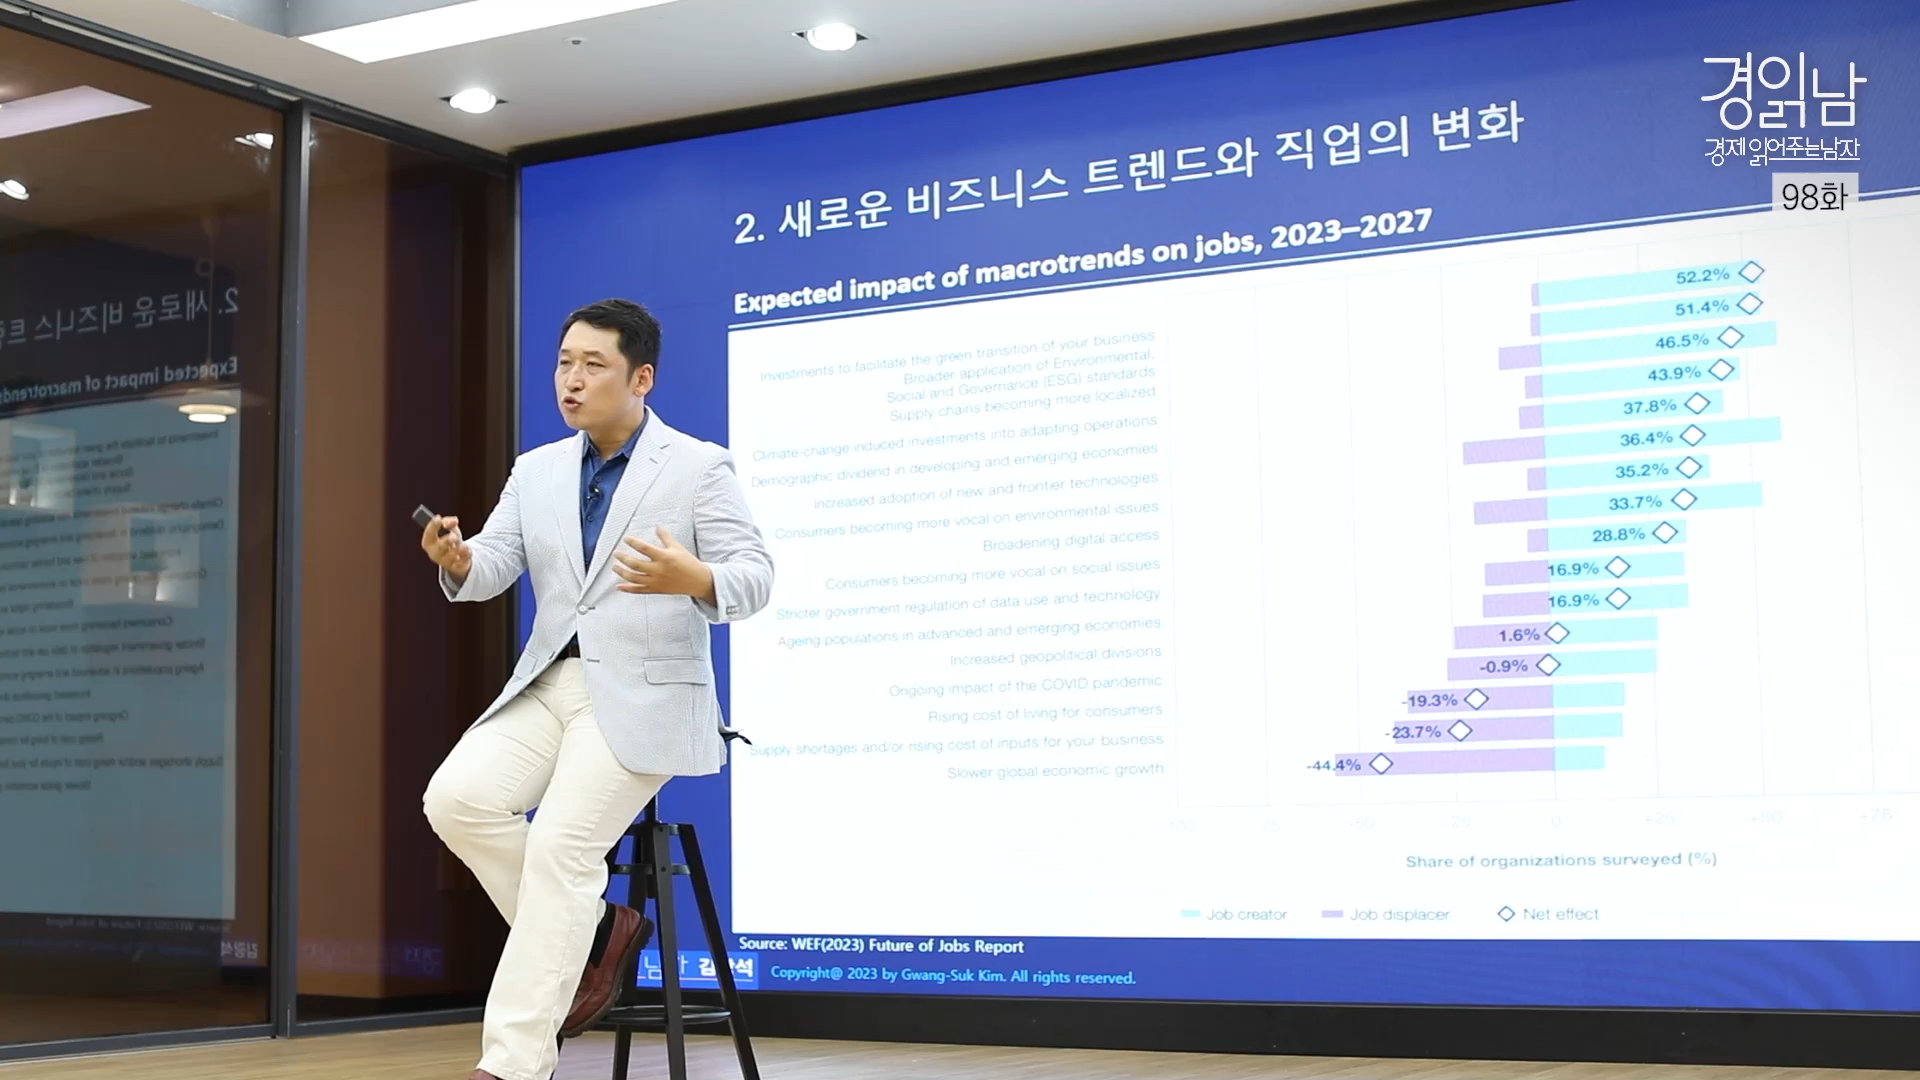 경읽남
경제 읽어주는 남자
98화
2. 새로운 비즈니스 트렌드와 직업의 변화
Expected impact of macrotrends on jobs, 2023–2027
Investments to facilitate the green transition of your business
Broader application of Environmental,
Social and Governance (ESG) standards
Supply chains becoming more localized
Climate-change induced investments into adapting operations
Demographic dividend in developing and emerging economies
Increased adoption of new and frontier technologies
Consumers becoming more vocal on environmental issues
Broadening digital access
Consumers becoming more vocal on social issues
Stricter government regulation of data use and technology
Ageing populations in advanced and emerging economies
Increased geopolitical divisions
Ongoing impact of the COVID pandemic
Rising cost of living for consumers
Supply shortages and/or rising cost of inputs for your business
Slower global economic growth
52.2%
51.4%
46.5%
43.9%
37.8%
36.4%
35.2%
33.7%
28.8%
16.9%
16.9%
1.6%
-0.9%
-19.3%
-23.7%
-44.4%
0 +25 +50
Share of organizations surveyed (%)
Job creator Job displacer Net effect
Source: WEF(2023) Future of Jobs Report
Copyright@ 2023 by Gwang-Suk Kim. All rights reserved.